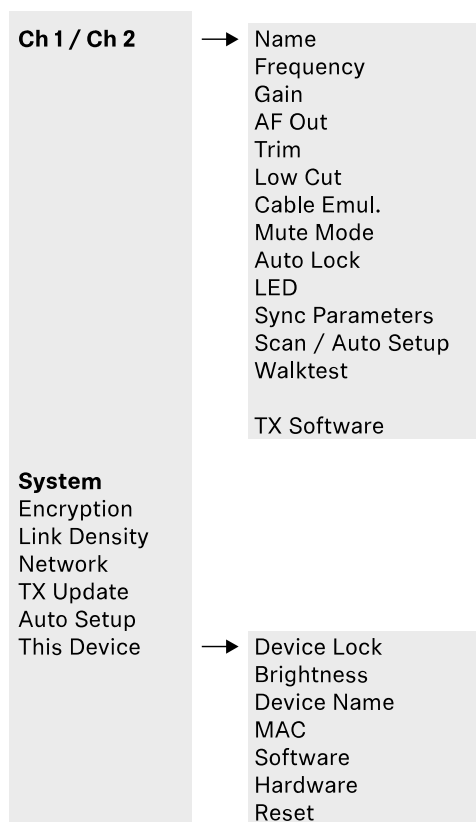 Ch 1 / Ch 2
Name
Frequency
Gain
AF Out
Trim
Low Cut
Cable Emul.
Mute Mode
Auto Lock
LED
Sync Parameters
Scan / Auto Setup
Walktest
TX Software
System
Encryption
Link Density
Network
TX Update
Auto Setup
This Device
Device Lock
Brightness
Device Name
MAC
Software
Hardware
Reset